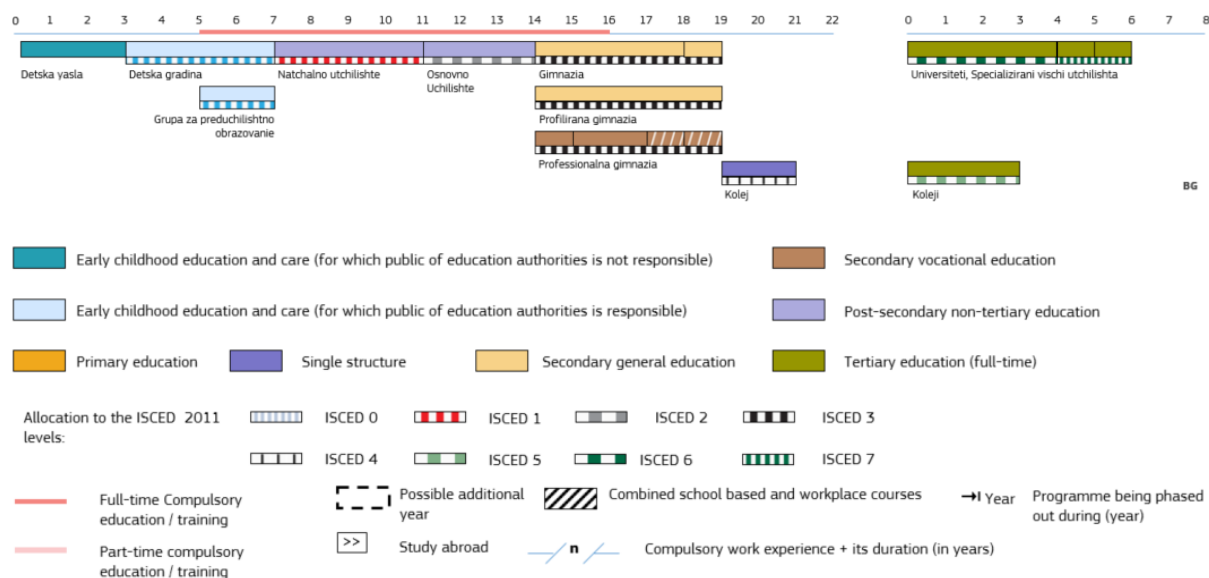 0 1 2 3 4 5 6 7 8 9 10 11 12 13 14 15 16 17 18 19 20 21 22 0 1 2 3 4 5 6 7 8
Detska yasla Detska gradina Natchalno utchilishte Osnovno Gimnazia Universiteti, Specializirani vischi utchilishta
Uchilishte
Grupa za preduchilishtno Profilirana gimnazia
obrazovanie
Professionalna gimnazia
Kolej Koleji BG
Early childhood education and care (for which public of education authorities is not responsible) Secondary vocational education
Early childhood education and care (for which public of education authorities is responsible) Post-secondary non-tertiary education
Primary education Single structure Secondary general education Tertiary education (full-time)
Allocation to the ISCED 2011 ISCED 0 ISCED 1 ISCED 2 ISCED 3
levels:
ISCED 4 ISCED 5 ISCED 6 ISCED 7
Full-time Compulsory Possible additional Combined school based and workplace courses Year Programme being phased
education / training year out during (year)
Part-time compulsory >> Study abroad n Compulsory work experience + its duration (in years)
education / training